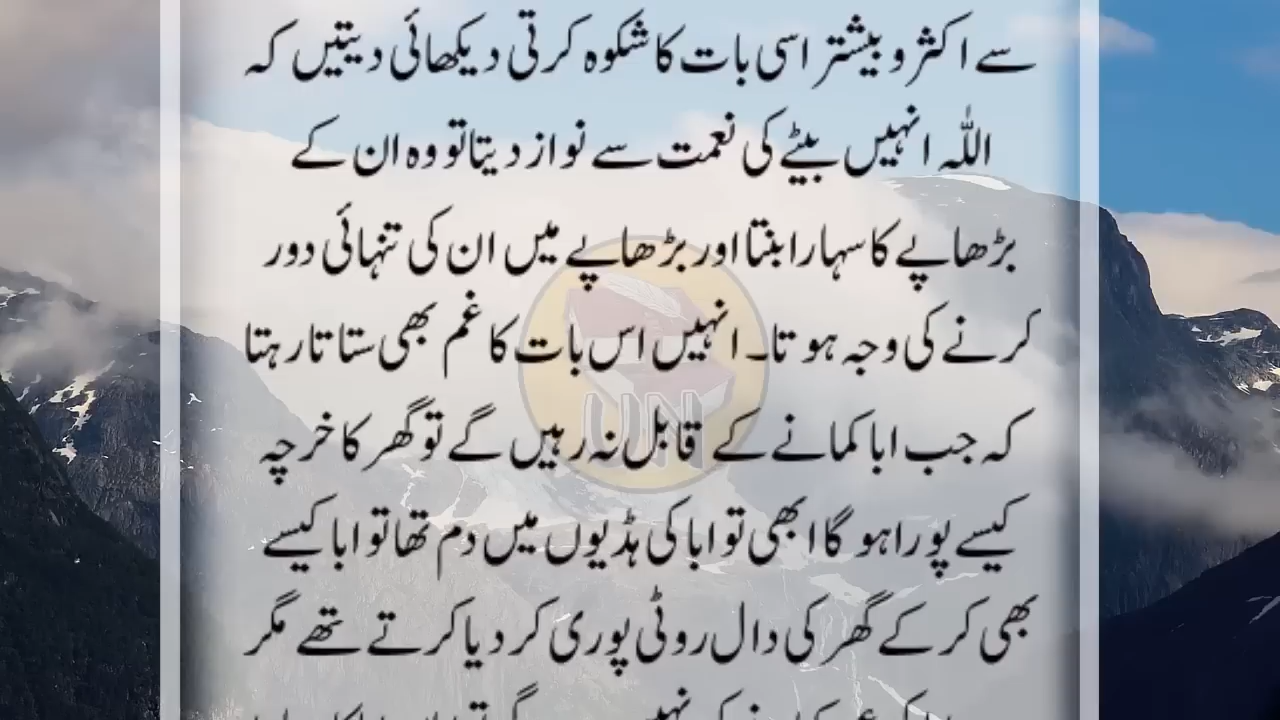 سے اکثر و بیشتر اسی بات کا شکوہ کرتی دیکھائی دیتیں کہ
اللہ انہیں بیٹے کی نعمت سے نواز دیتا تو وہ ان کے
بڑھاپے کا سہارا بنتا اور بڑھاپے میں ان کی تنہائی دور
کرنے کی وجہ ہوتا۔ انہیں اس بات کا غم بھی ستاتا رہتا
کہ جب ابا کمانے کے قابل نہ رہیں گے تو گھر کا خرچہ
کیسے پورا ہو گا ابھی تو ابا کی ہڈیوں میں دم تھا تو ابا کیسے
بھی کر کے گھر کی دال روٹی پوری کر دیا کرتے تھے مگر
UN